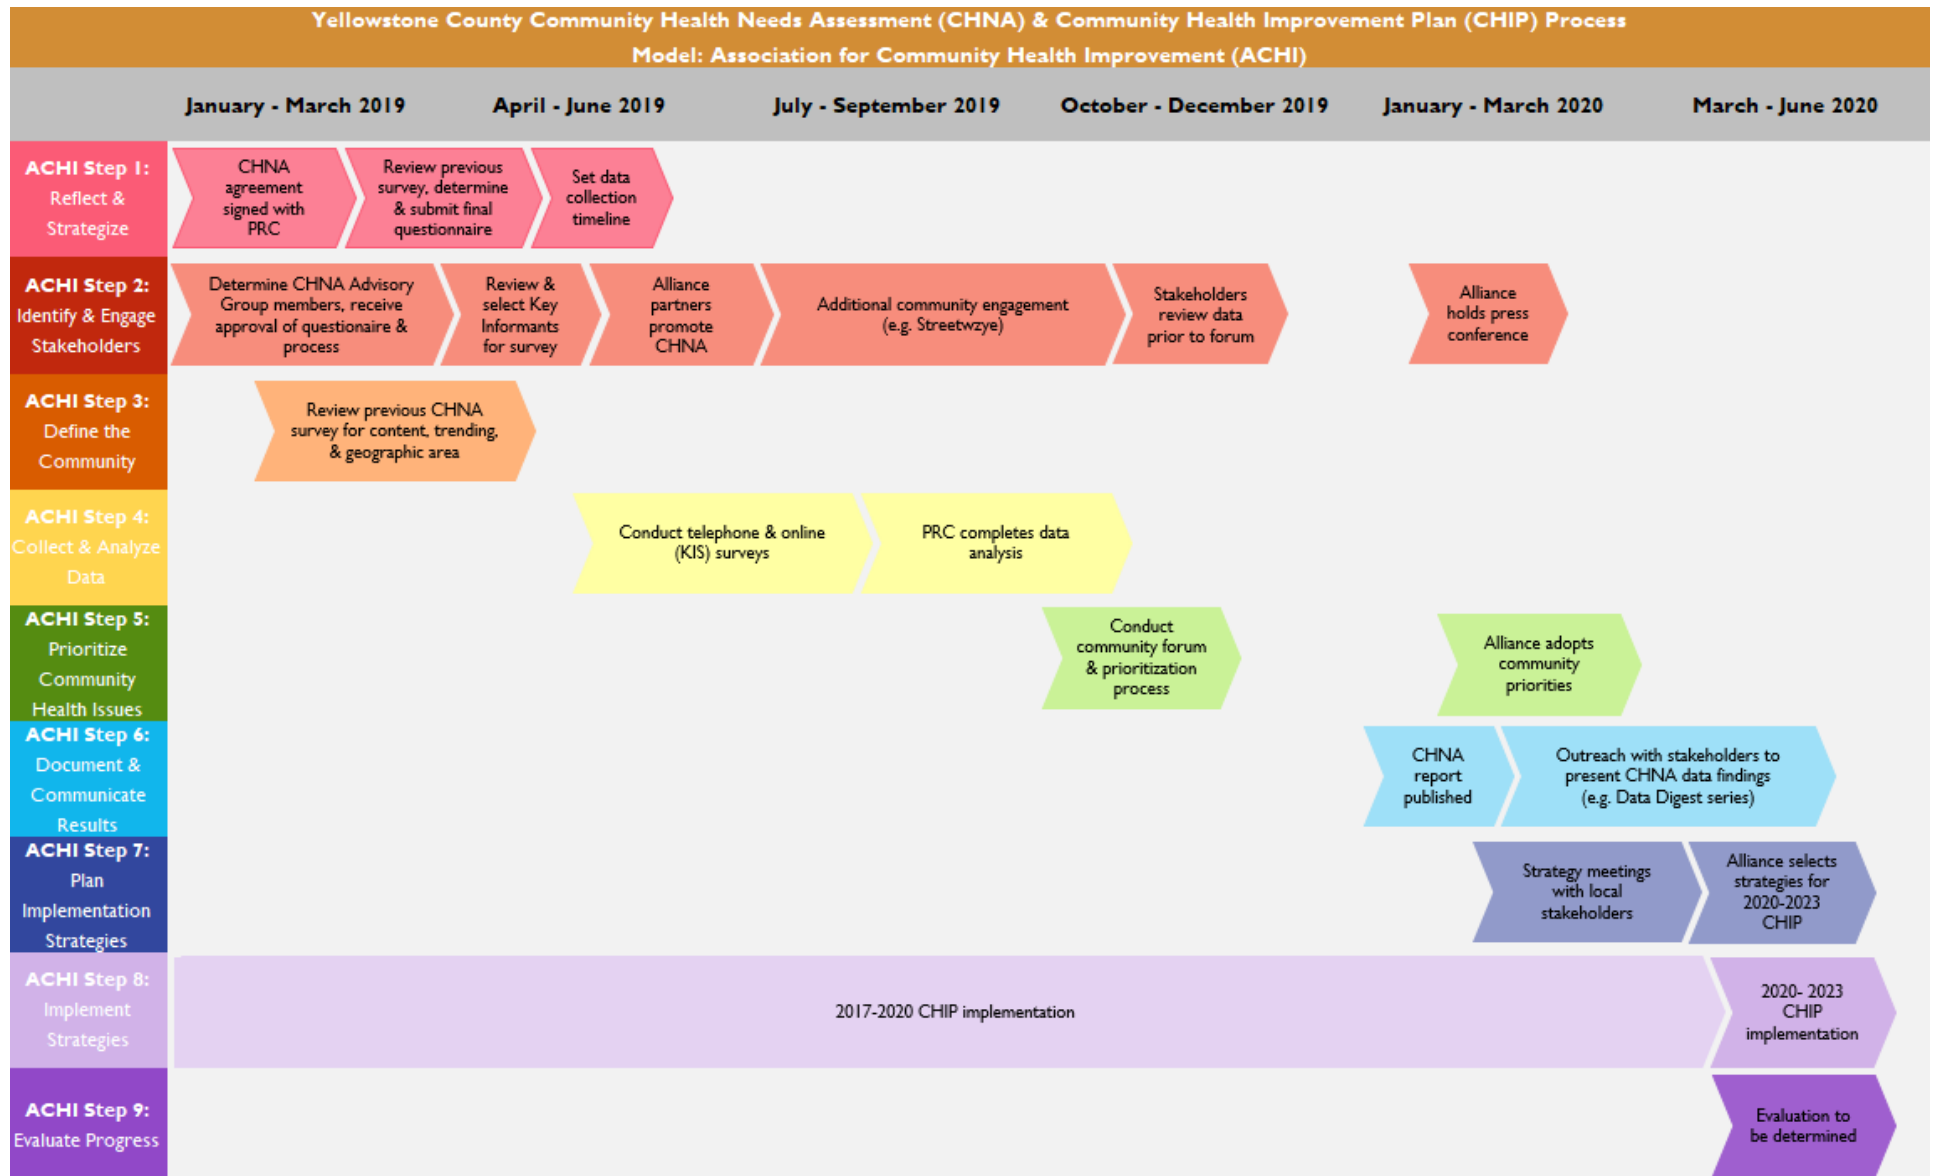 Yellowstone County Community Health Needs Assessment (CHNA) & Community Health Improvement Plan (CHIP) Process
Model: Association for Community Health Improvement (ACHI)
January - March 2019
April - June 2019
July - September 2019
October - December 2019
January - March 2020
March - June 2020
ACHI Step 1:
Reflect &
Strategize
CHNA
agreement
signed with
PRC
Review previous
survey, determine
& submit final
questionnaire
Set data
collection
timeline
ACHI Step 2:
Identify & Engage
Stakeholders
Determine CHNA Advisory
Group members, receive
approval of questionaire &
process
Review &
select Key
Informants
for survey
Alliance
partners
promote
CHNA
Additional community engagement
(e.g. Streetwzye)
Stakeholders
review data
prior to forum
Alliance
holds press
conference
ACHI Step 3:
Define the
Community
Review previous CHNA
survey for content, trending,
& geographic area
ACHI Step 4:
Collect & Analyze
Data
Conduct telephone & online
(KIS) surveys
PRC completes data
analysis
ACHI Step 5:
Prioritize
Community
Health Issues
Conduct
community forum
& prioritization
process
Alliance adopts
community
priorities
ACHI Step 6:
Document &
Communicate
Results
CHNA
report
published
Outreach with stakeholders to
present CHNA data findings
(e.g. Data Digest series)
ACHI Step 7:
Plan
Implementation
Strategies
Strategy meetings
with local
stakeholders
Alliance selects
strategies for
2020-2023
CHIP
ACHI Step 8:
Implement
Strategies
2017-2020 CHIP implementation
2020- 2023
CHIP
implementation
ACHI Step 9:
Evaluate Progress
Evaluation to
be determined